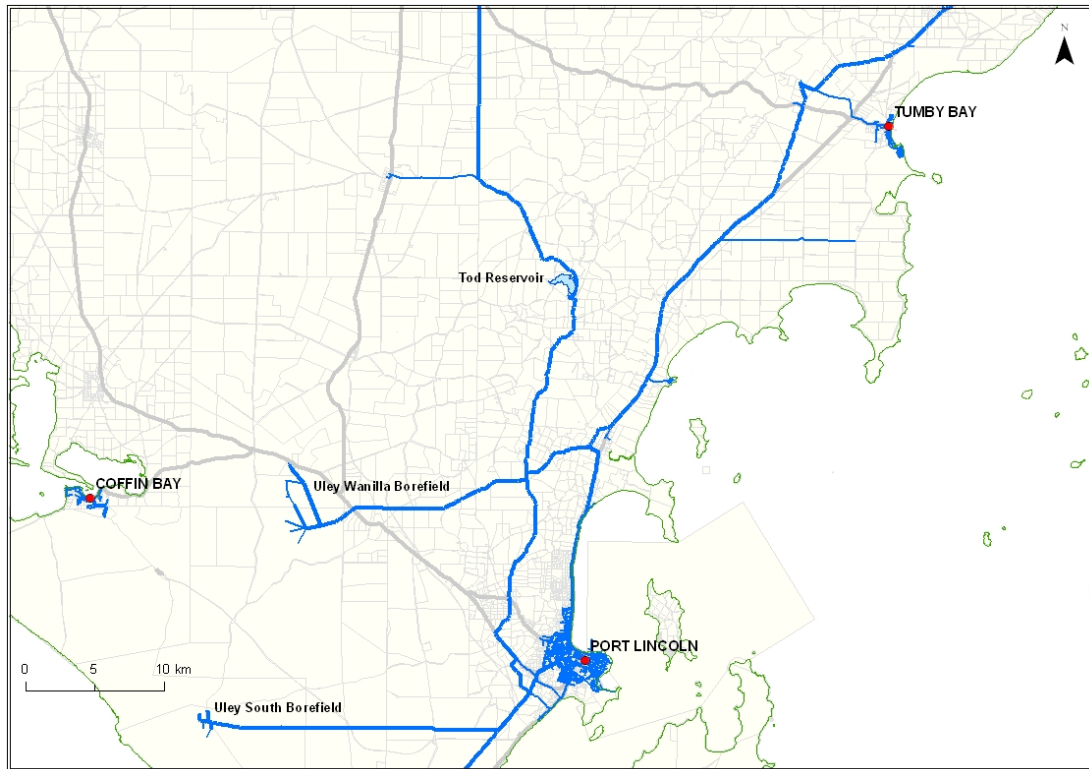 N
TUMBY BAY
Tod Reservoir
COFFIN BAY
Uley Wanilla Borefield
PORT LINCOLN
0 5 10 km
Uley South Borefield